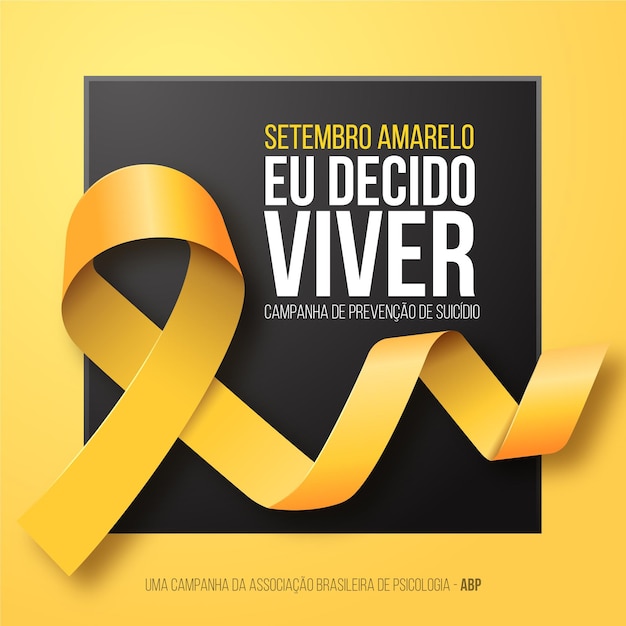 SETEMBRO AMARELO
EU DECIDO
VIVER
CAMPANHA DE PREVENÇÃO DE SUICÍDIO
UMA CAMPANHA DA ASSOCIAÇÃO BRASILEIRA DE PSICOLOGIA - ABP